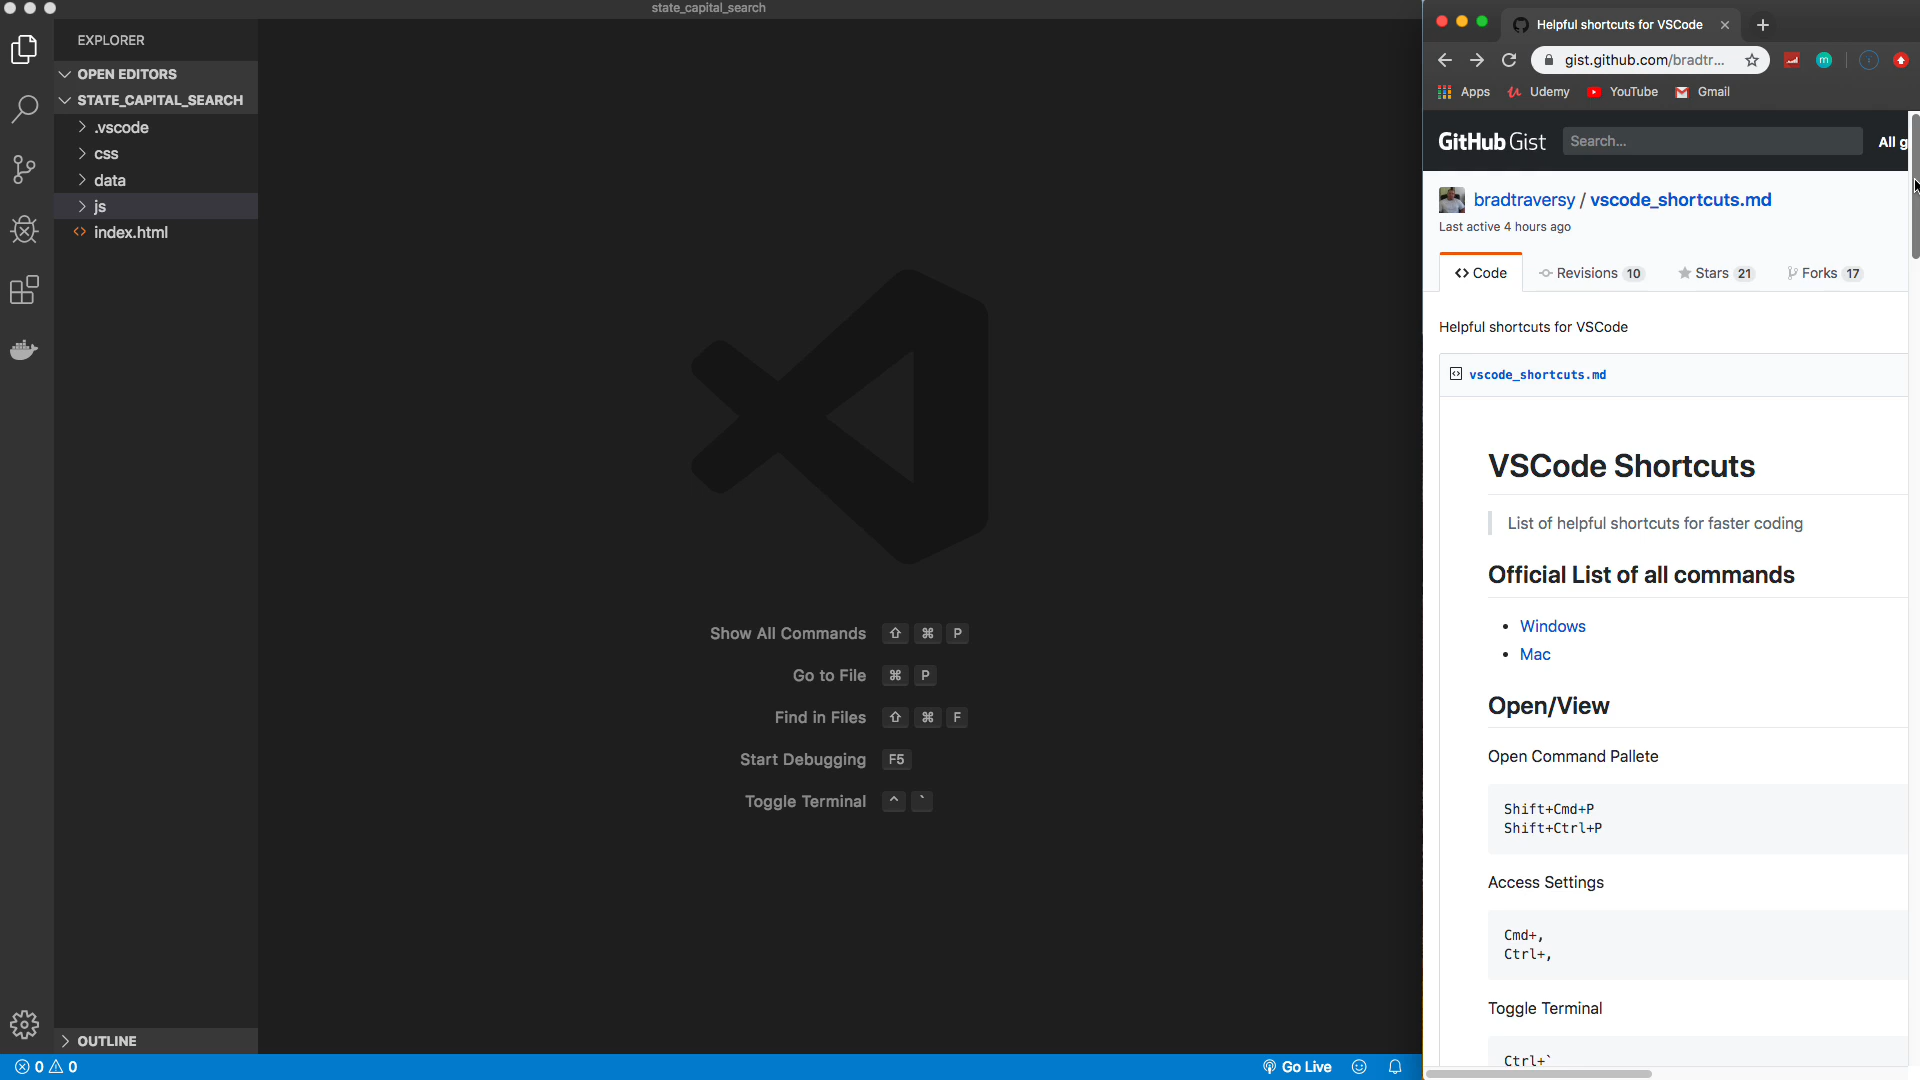 state_capital_search
EXPLORER
OPEN EDITORS
STATE_CAPITAL_SEARCH
.vscode
css
data
js
index.html
Show All Commands ⇧ ⌘ P
Go to File ⌘ P
Find in Files ⇧ ⌘ F
Start Debugging F5
Toggle Terminal ^ `
OUTLINE
0 0
Go Live
Helpful shortcuts for VSCode
gist.github.com/bradtr...
m
Apps Udemy YouTube Gmail
GitHub Gist Search... All g
bradtraversy / vscode_shortcuts.md
Last active 4 hours ago
Code Revisions 10 Stars 21 Forks 17
Helpful shortcuts for VSCode
vscode_shortcuts.md
VSCode Shortcuts
List of helpful shortcuts for faster coding
Official List of all commands
• Windows
• Mac
Open/View
Open Command Pallete
Shift+Cmd+P
Shift+Ctrl+P
Access Settings
Cmd+,
Ctrl+,
Toggle Terminal
Ctrl+`